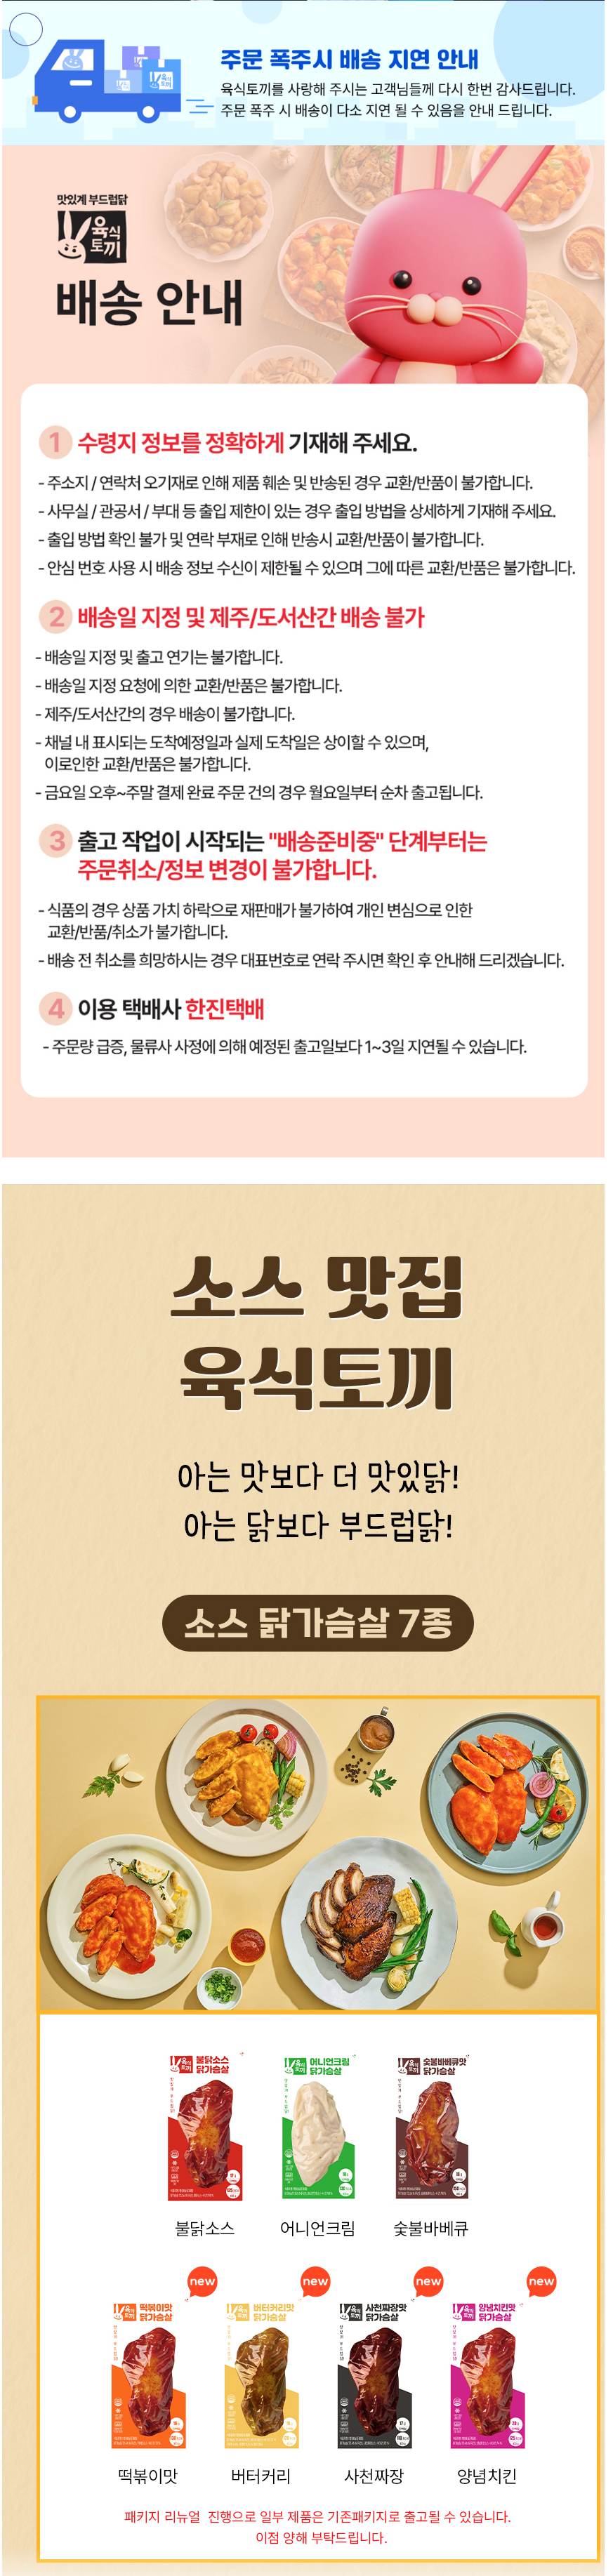 주문 폭주시 배송 지연 안내
육식토끼를 사랑해 주시는 고객님들께 다시 한번 감사드립니다.
주문 폭주 시 배송이 다소 지연 될 수 있음을 안내 드립니다.
맛있게 부드럽닭
육식
토끼
배송 안내
1 수령지 정보를 정확하게 기재해 주세요.
- 주소지 / 연락처 오기재로 인해 제품 훼손 및 반송된 경우 교환/반품이 불가합니다.
- 사무실 / 관공서 / 부대 등 출입 제한이 있는 경우 출입 방법을 상세하게 기재해 주세요.
- 출입 방법 확인 불가 및 연락 부재로 인해 반송시 교환/반품이 불가합니다.
- 안심 번호 사용 시 배송 정보 수신이 제한될 수 있으며 그에 따른 교환/반품은 불가합니다.
2 배송일 지정 및 제주/도서산간 배송 불가
- 배송일 지정 및 출고 연기는 불가합니다.
- 배송일 지정 요청에 의한 교환/반품은 불가합니다.
- 제주/도서산간의 경우 배송이 불가합니다.
- 채널 내 표시되는 도착예정일과 실제 도착일은 상이할 수 있으며,
이로인한 교환/반품은 불가합니다.
- 금요일 오후~주말 결제 완료 주문 건의 경우 월요일부터 순차 출고됩니다.
3 출고 작업이 시작되는 "배송준비중" 단계부터는
주문취소/정보 변경이 불가합니다.
- 식품의 경우 상품 가치 하락으로 재판매가 불가하여 개인 변심으로 인한
교환/반품/취소가 불가합니다.
- 배송 전 취소를 희망하시는 경우 대표번호로 연락 주시면 확인 후 안내해 드리겠습니다.
4 이용 택배사 한진택배
- 주문량 급증, 물류사 사정에 의해 예정된 출고일보다 1~3일 지연될 수 있습니다.
소스 맛집
육식토끼
아는 맛보다 더 맛있닭!
아는 닭보다 부드럽닭!
소스 닭가슴살 7종
육식토끼 불닭소스 닭가슴살
육식토끼 어니언크림 닭가슴살
육식토끼 숯불바베큐맛 닭가슴살
불닭소스 어니언크림 숯불바베큐
new new new new
육식토끼 떡볶이맛 닭가슴살
육식토끼 버터커리맛 닭가슴살
육식토끼 사천짜장맛 닭가슴살
육식토끼 양념치킨맛 닭가슴살
떡볶이맛 버터커리 사천짜장 양념치킨
패키지 리뉴얼 진행으로 일부 제품은 기존패키지로 출고될 수 있습니다.
이점 양해 부탁드립니다.